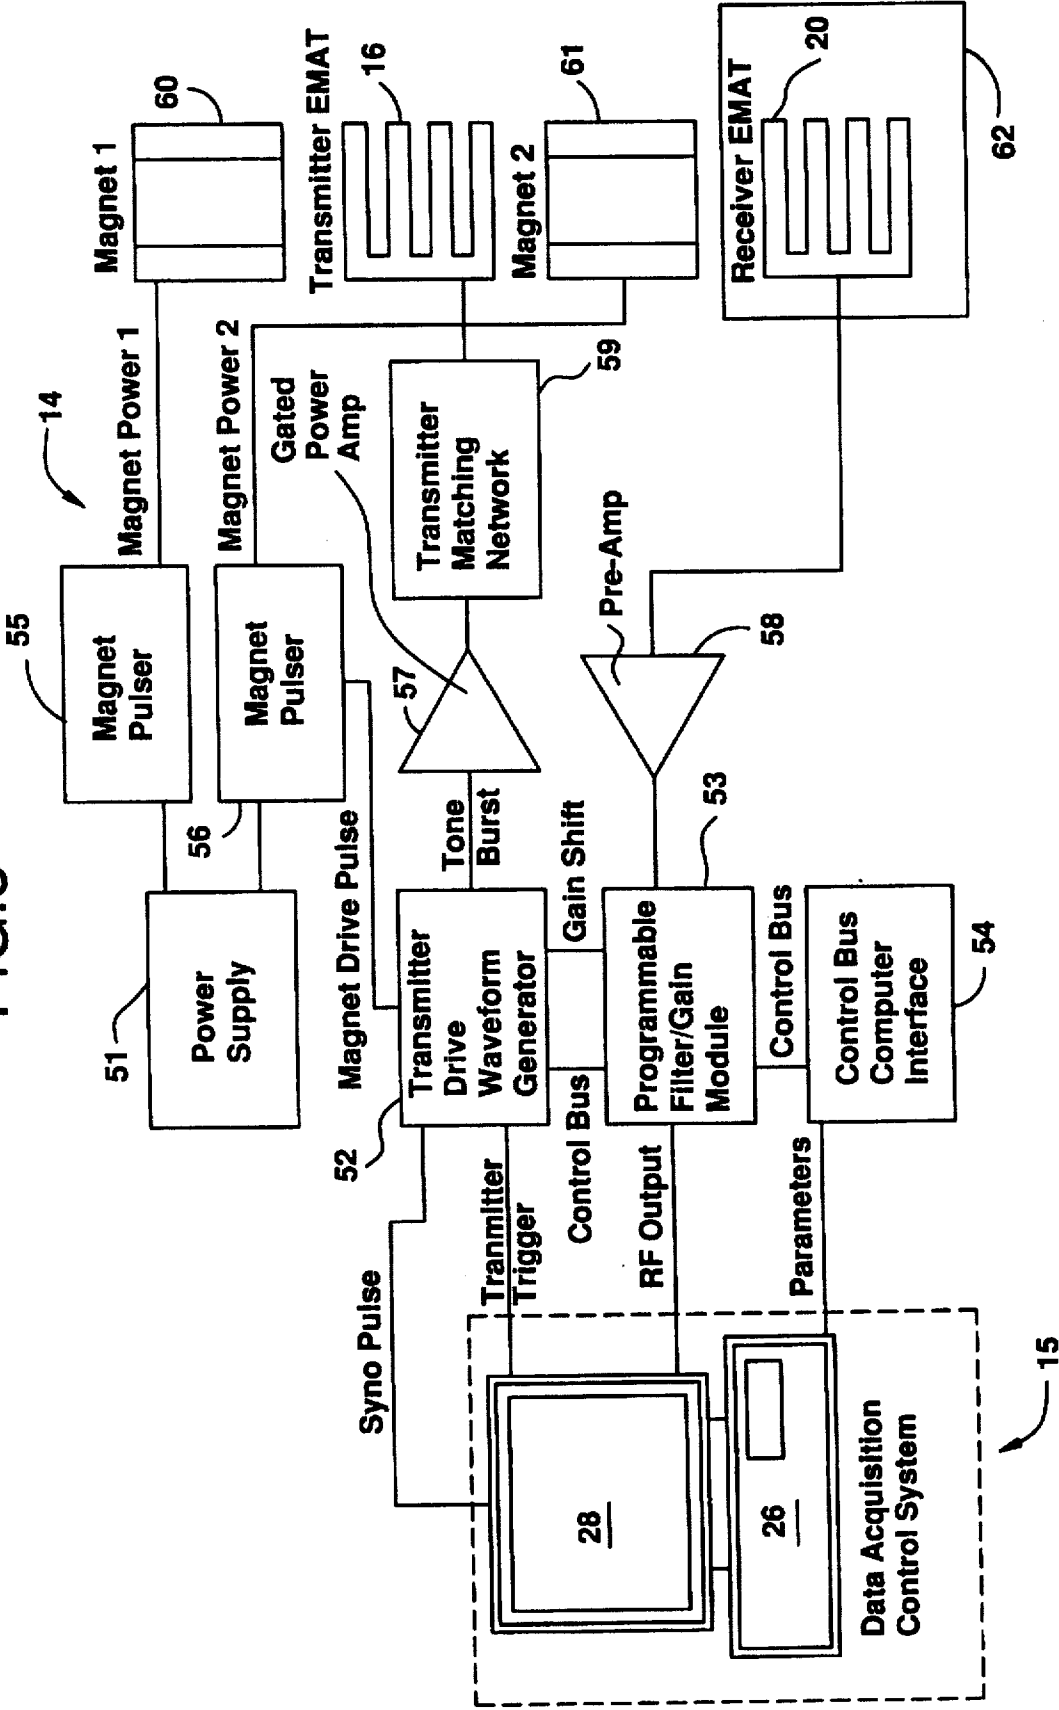 14
55
Magnet
Pulser
Magnet Power 1
Magnet 1
60
51
Power
Supply
56
Magnet
Pulser
Magnet Power 2
Transmitter EMAT
16
Magnet Drive Pulse
Gated
Power
Amp
57
52
Transmitter
Drive
Waveform
Generator
Tone
Burst
Transmitter
Matching
Network
59
Magnet 2
61
Syno Pulse
Tranmitter
Trigger
Control Bus
Gain Shift
Pre-Amp
58
Receiver EMAT
20
62
RF Output
Programmable
Filter/Gain
Module
53
Control Bus
Parameters
Control Bus
Computer
Interface
54
28
26
Data Acquisition
Control System
15